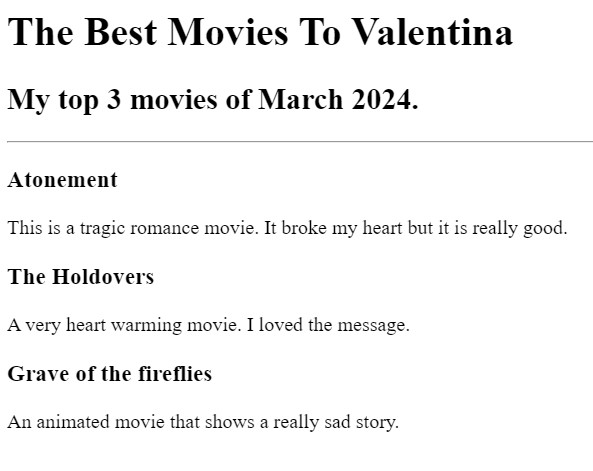 The Best Movies To Valentina
My top 3 movies of March 2024.
Atonement
This is a tragic romance movie. It broke my heart but it is really good.
The Holdovers
A very heart warming movie. I loved the message.
Grave of the fireflies
An animated movie that shows a really sad story.